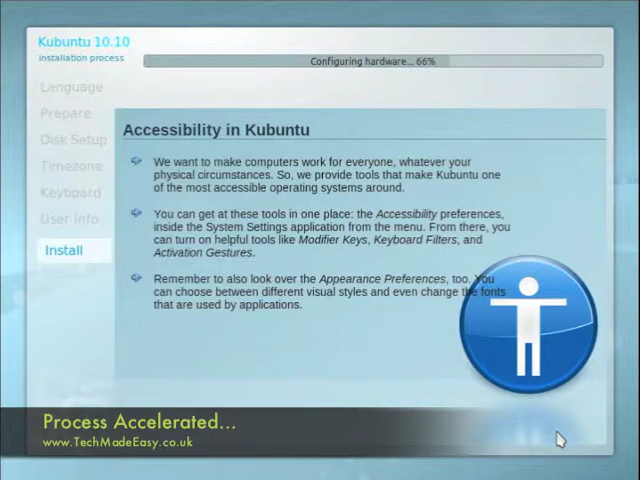 Kubuntu 10.10
installation process
Configuring hardware... 66%
Language
Prepare
Disk Setup
Timezone
Keyboard
User Info
Install
Accessibility in Kubuntu
We want to make computers work for everyone, whatever your
physical circumstances. So, we provide tools that make Kubuntu one
of the most accessible operating systems around.
You can get at these tools in one place: the Accessibility preferences,
inside the System Settings application from the menu. From there, you
can turn on helpful tools like Modifier Keys, Keyboard Filters, and
Activation Gestures.
Remember to also look over the Appearance Preferences, too. You
can choose between different visual styles and even change the fonts
that are used by applications.
Process Accelerated...
www.TechMadeEasy.co.uk